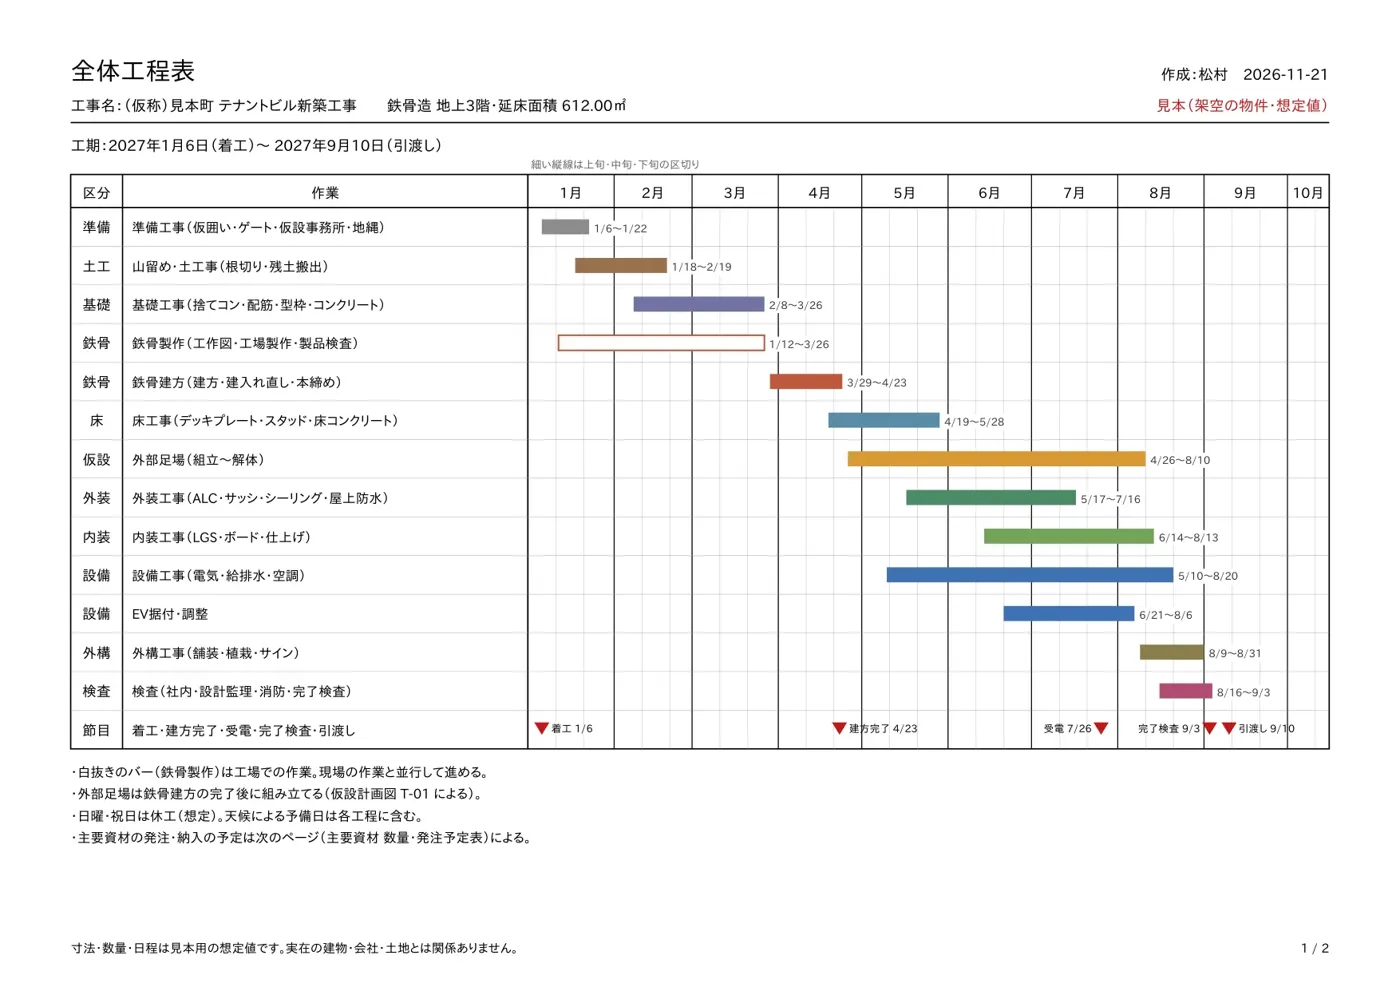 全体工程表
作成：松村　2026-11-21
工事名：（仮称）見本町 テナントビル新築工事　　鉄骨造 地上3階・延床面積 612.00㎡
見本（架空の物件・想定値）
工期：2027年1月6日（着工）～ 2027年9月10日（引渡し）
細い縦線は上旬・中旬・下旬の区切り
区分　作業　1月　2月　3月　4月　5月　6月　7月　8月　9月　10月
準備　準備工事（仮囲い・ゲート・仮設事務所・地縄）　1/6～1/22
土工　山留め・土工事（根切り・残土搬出）　1/18～2/19
基礎　基礎工事（捨てコン・配筋・型枠・コンクリート）　2/8～3/26
鉄骨　鉄骨製作（工作図・工場製作・製品検査）　1/12～3/26
鉄骨　鉄骨建方（建方・建入れ直し・本締め）　3/29～4/23
床　床工事（デッキプレート・スタッド・床コンクリート）　4/19～5/28
仮設　外部足場（組立～解体）　4/26～8/10
外装　外装工事（ALC・サッシ・シーリング・屋上防水）　5/17～7/16
内装　内装工事（LGS・ボード・仕上げ）　6/14～8/13
設備　設備工事（電気・給排水・空調）　5/10～8/20
設備　EV据付・調整　6/21～8/6
外構　外構工事（舗装・植栽・サイン）　8/9～8/31
検査　検査（社内・設計監理・消防・完了検査）　8/16～9/3
節目　着工・建方完了・受電・完了検査・引渡し　着工 1/6　建方完了 4/23　受電 7/26　完了検査 9/3　引渡し 9/10
・白抜きのバー（鉄骨製作）は工場での作業。現場の作業と並行して進める。
・外部足場は鉄骨建方の完了後に組み立てる（仮設計画図 T-01 による）。
・日曜・祝日は休工（想定）。天候による予備日は各工程に含む。
・主要資材の発注・納入の予定は次のページ（主要資材 数量・発注予定表）による。
寸法・数量・日程は見本用の想定値です。実在の建物・会社・土地とは関係ありません。
1 / 2